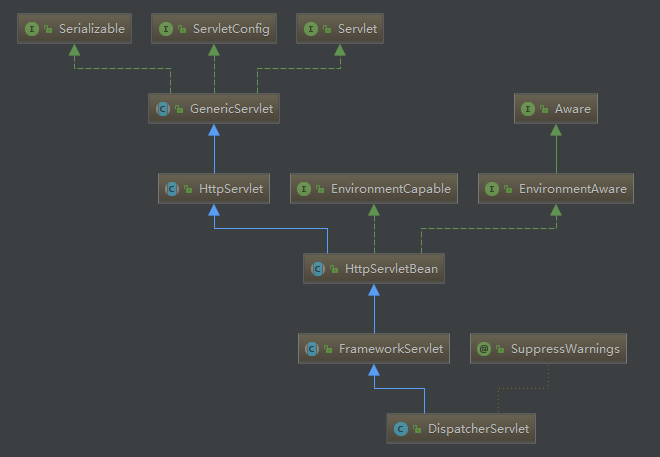 I Serializable
I ServletConfig
I Servlet
C GenericServlet
I Aware
C HttpServlet
I EnvironmentCapable
I EnvironmentAware
C HttpServletBean
C FrameworkServlet
@ SuppressWarnings
C DispatcherServlet